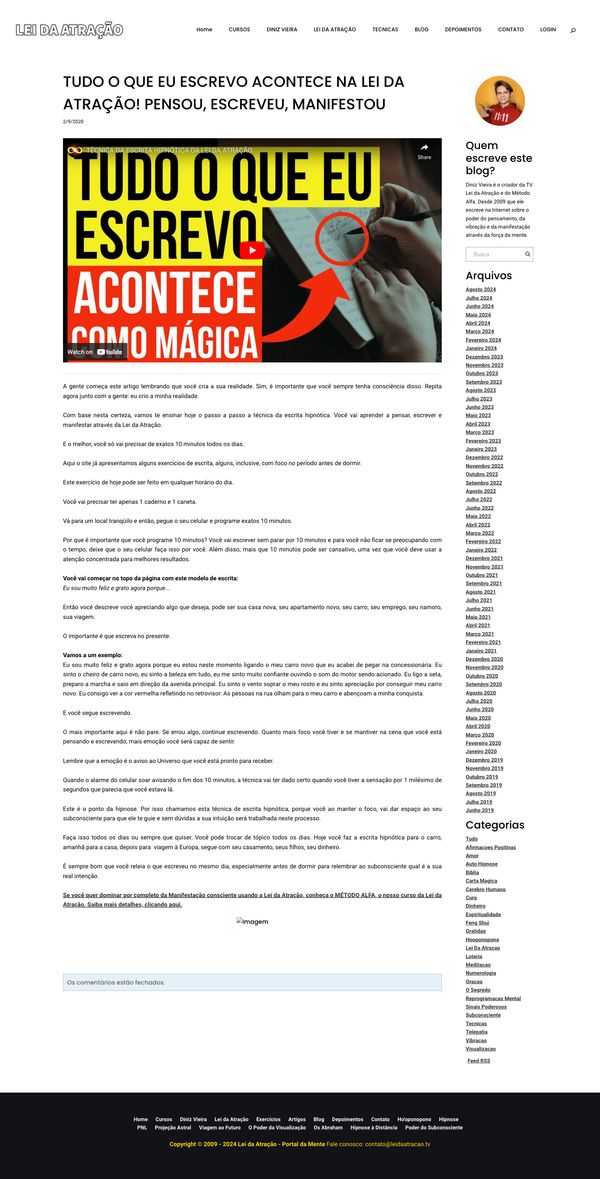 LEI DA ATRAÇÃO
Home CURSOS DINIZ VIEIRA LEI DA ATRAÇÃO TECNICAS BLOG DEPOIMENTOS CONTATO LOGIN
TUDO O QUE EU ESCREVO ACONTECE NA LEI DA
ATRAÇÃO! PENSOU, ESCREVEU, MANIFESTOU
2/9/2020
TÉCNICA DA ESCRITA HIPNÓTICA DA LEI DA ATRAÇÃO
Share
TUDO O QUE EU
ESCREVO
ACONTECE
COMO MÁGICA
Watch on YouTube
A gente começa este artigo lembrando que você cria a sua realidade. Sim, é importante que você sempre tenha consciência disso. Repita
agora junto com a gente: eu crio a minha realidade.
Com base nesta certeza, vamos te ensinar hoje o passo a passo a técnica da escrita hipnótica. Você vai aprender a pensar, escrever e
manifestar através da Lei da Atração.
E o melhor, você só vai precisar de exatos 10 minutos todos os dias.
Aqui o site já apresentamos alguns exercícios de escrita, alguns, inclusive, com foco no período antes de dormir.
Este exercício de hoje pode ser feito em qualquer horário do dia.
Você vai precisar ter apenas 1 caderno e 1 caneta.
Vá para um local tranqüilo e então, pegue o seu celular e programe exatos 10 minutos.
Por que é importante que você programe 10 minutos? Você vai escrever sem parar por 10 minutos e para você não ficar se preocupando com
o tempo, deixe que o seu celular faça isso por você. Além disso, mais que 10 minutos pode ser cansativo, uma vez que você deve usar a
atenção concentrada para melhores resultados.
Você vai começar no topo da página com este modelo de escrita:
Eu sou muito feliz e grato agora porque...
Então você descreve você apreciando algo que deseja, pode ser sua casa nova, seu apartamento novo, seu carro, seu emprego, seu namoro,
sua viagem.
O importante é que escreva no presente.
Vamos a um exemplo:
Eu sou muito feliz e grato agora porque eu estou neste momento ligando o meu carro novo que eu acabei de pegar na concessionária. Eu
sinto o cheiro de carro novo, eu sinto a beleza em tudo, eu me sinto muito confiante ouvindo o som do motor sendo acionado. Eu ligo a seta,
preparo a marcha e saio em direção da avenida principal. Eu sinto o vento soprar o meu rosto e eu sinto apreciação por conseguir meu carro
novo. Eu consigo ver a cor vermelha refletindo no retrovisor. As pessoas na rua olham para o meu carro e abençoam a minha conquista.
E você segue escrevendo.
O mais importante aqui é não pare. Se errou algo, continue escrevendo. Quanto mais foco você tiver e se mantiver na cena que você está
pensando e escrevendo, mais emoção você será capaz de sentir.
Lembre que a emoção é o aviso ao Universo que você está pronto para receber.
Quando o alarme do celular soar avisando o fim dos 10 minutos, a técnica vai ter dado certo quando você tiver a sensação por 1 milésimo de
segundos que parecia que você estava lá.
Este é o ponto da hipnose. Por isso chamamos esta técnica de escrita hipnótica, porque você ao manter o foco, vai dar espaço ao seu
subconsciente para que ele te guie e sem dúvidas a sua intuição será trabalhada neste processo.
Faça isso todos os dias ou sempre que quiser. Você pode trocar de tópico todos os dias. Hoje você faz a escrita hipnótica para o carro,
amanhã para a casa, depois para viagem à Europa, segue com seu casamento, seus filhos, seu dinheiro.
É sempre bom que você releia o que escreveu no mesmo dia, especialmente antes de dormir para relembrar ao subconsciente qual é a sua
real intenção.
Se você quer dominar por completo da Manifestação consciente usando a Lei da Atração, conheça o MÉTODO ALFA, o nosso curso da Lei da
Atração. Saiba mais detalhes, clicando aqui.
Imagem
Os comentários estão fechados.
11:11
Quem
escreve este
blog?
Diniz Vieira é o criador da TV
Lei da Atração e do Método
Alfa. Desde 2009 que ele
escreve na Internet sobre o
poder do pensamento, da
vibração e da manifestação
através da força da mente.
Busca
Arquivos
Agosto 2024
Julho 2024
Junho 2024
Maio 2024
Abril 2024
Março 2024
Fevereiro 2024
Janeiro 2024
Dezembro 2023
Novembro 2023
Outubro 2023
Setembro 2023
Agosto 2023
Julho 2023
Junho 2023
Maio 2023
Abril 2023
Março 2023
Fevereiro 2023
Janeiro 2023
Dezembro 2022
Novembro 2022
Outubro 2022
Setembro 2022
Agosto 2022
Julho 2022
Junho 2022
Maio 2022
Abril 2022
Março 2022
Fevereiro 2022
Janeiro 2022
Dezembro 2021
Novembro 2021
Outubro 2021
Setembro 2021
Agosto 2021
Julho 2021
Junho 2021
Maio 2021
Abril 2021
Março 2021
Fevereiro 2021
Janeiro 2021
Dezembro 2020
Novembro 2020
Outubro 2020
Setembro 2020
Agosto 2020
Julho 2020
Junho 2020
Maio 2020
Abril 2020
Março 2020
Fevereiro 2020
Janeiro 2020
Dezembro 2019
Novembro 2019
Outubro 2019
Setembro 2019
Agosto 2019
Julho 2019
Junho 2019
Categorias
Tudo
Afirmacoes Positivas
Amor
Auto Hipnose
Bíblia
Carta Magica
Cerebro Humano
Cura
Dinheiro
Espiritualidade
Feng Shui
Gratidao
Hooponopono
Lei Da Atracao
Loteria
Meditacao
Numerologia
Oracao
O Segredo
Reprogramacao Mental
Sinais Poderosos
Subconsciente
Tecnicas
Telepatia
Vibracao
Visualizacao
Feed RSS
Home Cursos Diniz Vieira Lei da Atração Exercícios Artigos Blog Depoimentos Contato Ho'oponopono Hipnose
PNL Projeção Astral Viagem ao Futuro O Poder da Visualização Os Abraham Hipnose à Distância Poder do Subconsciente
Copyright © 2009 - 2024 Lei da Atração - Portal da Mente Fale conosco: contato@leidaatracao.tv